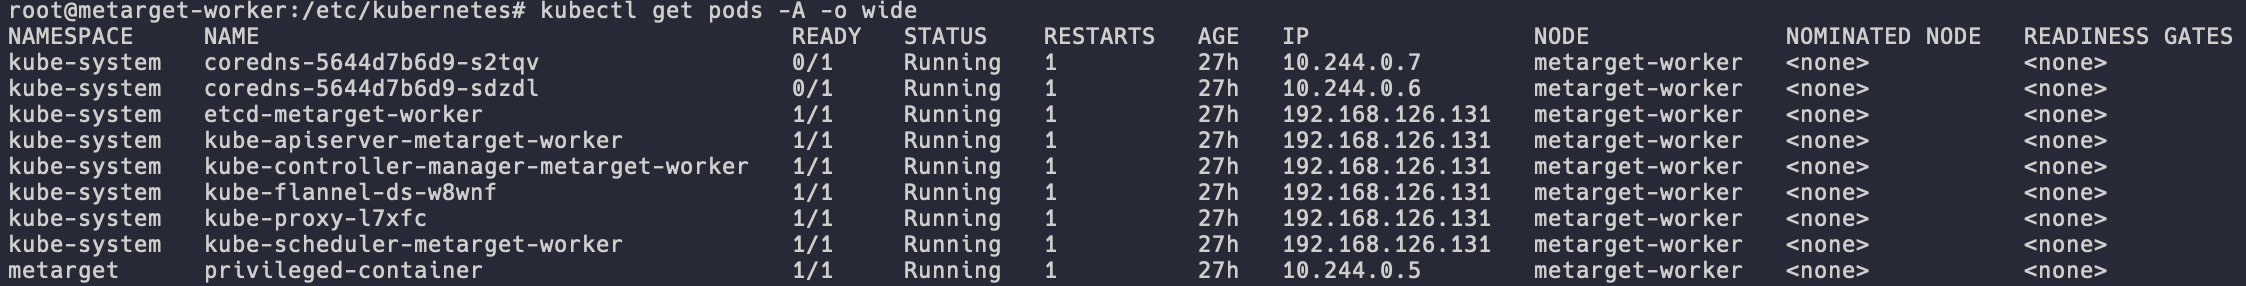 root@metarget-worker:/etc/kubernetes# kubectl get pods -A -o wide
NAMESPACE     NAME                                       READY   STATUS    RESTARTS   AGE   IP                NODE              NOMINATED NODE   READINESS GATES
kube-system   coredns-5644d7b6d9-s2tqv                   0/1     Running   1          27h   10.244.0.7        metarget-worker   <none>           <none>
kube-system   coredns-5644d7b6d9-sdzdl                   0/1     Running   1          27h   10.244.0.6        metarget-worker   <none>           <none>
kube-system   etcd-metarget-worker                       1/1     Running   1          27h   192.168.126.131   metarget-worker   <none>           <none>
kube-system   kube-apiserver-metarget-worker             1/1     Running   1          27h   192.168.126.131   metarget-worker   <none>           <none>
kube-system   kube-controller-manager-metarget-worker    1/1     Running   1          27h   192.168.126.131   metarget-worker   <none>           <none>
kube-system   kube-flannel-ds-w8wnf                      1/1     Running   1          27h   192.168.126.131   metarget-worker   <none>           <none>
kube-system   kube-proxy-l7xfc                           1/1     Running   1          27h   192.168.126.131   metarget-worker   <none>           <none>
kube-system   kube-scheduler-metarget-worker             1/1     Running   1          27h   192.168.126.131   metarget-worker   <none>           <none>
metarget      privileged-container                       1/1     Running   1          27h   10.244.0.5        metarget-worker   <none>           <none>